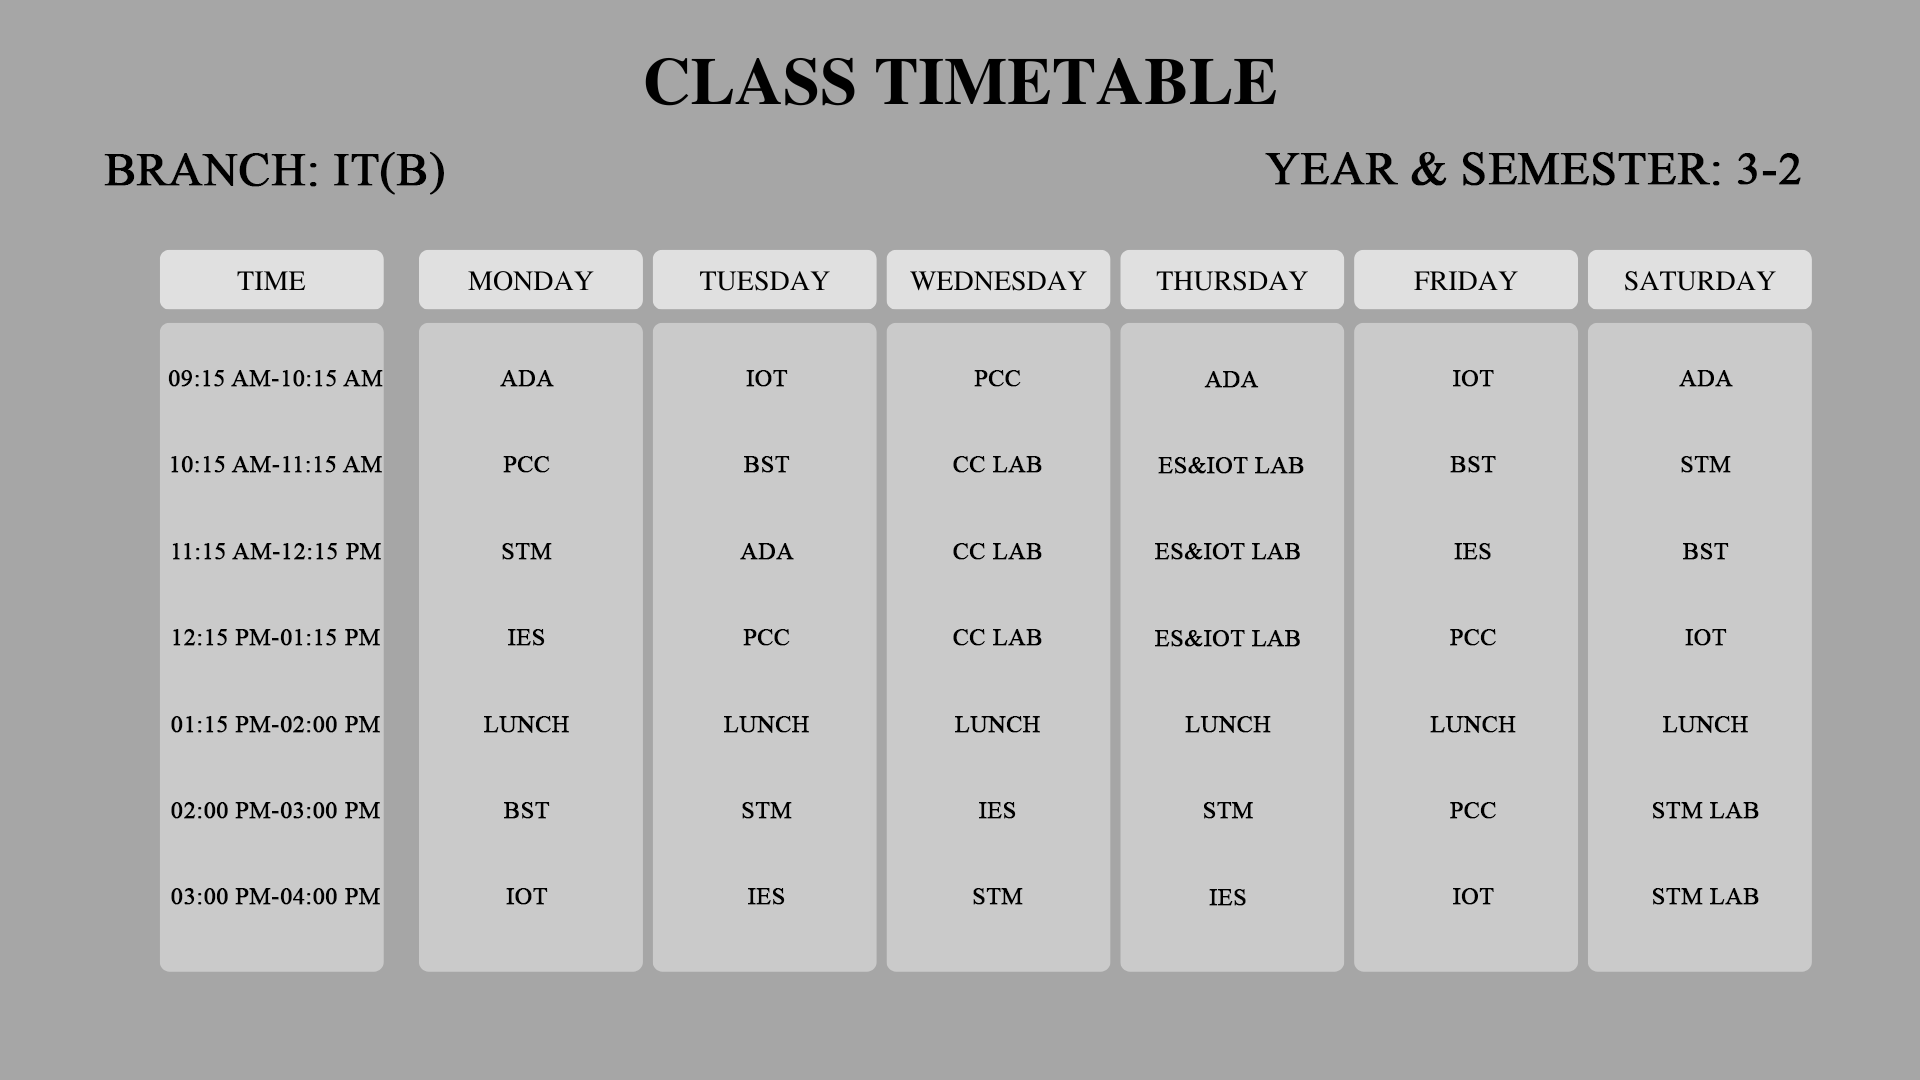 CLASS TIMETABLE
BRANCH: IT(B) YEAR & SEMESTER: 3-2
TIME MONDAY TUESDAY WEDNESDAY THURSDAY FRIDAY SATURDAY
09:15 AM-10:15 AM ADA IOT PCC ADA IOT ADA
10:15 AM-11:15 AM PCC BST CC LAB ES&IOT LAB BST STM
11:15 AM-12:15 PM STM ADA CC LAB ES&IOT LAB IES BST
12:15 PM-01:15 PM IES PCC CC LAB ES&IOT LAB PCC IOT
01:15 PM-02:00 PM LUNCH LUNCH LUNCH LUNCH LUNCH LUNCH
02:00 PM-03:00 PM BST STM IES STM PCC STM LAB
03:00 PM-04:00 PM IOT IES STM IES IOT STM LAB